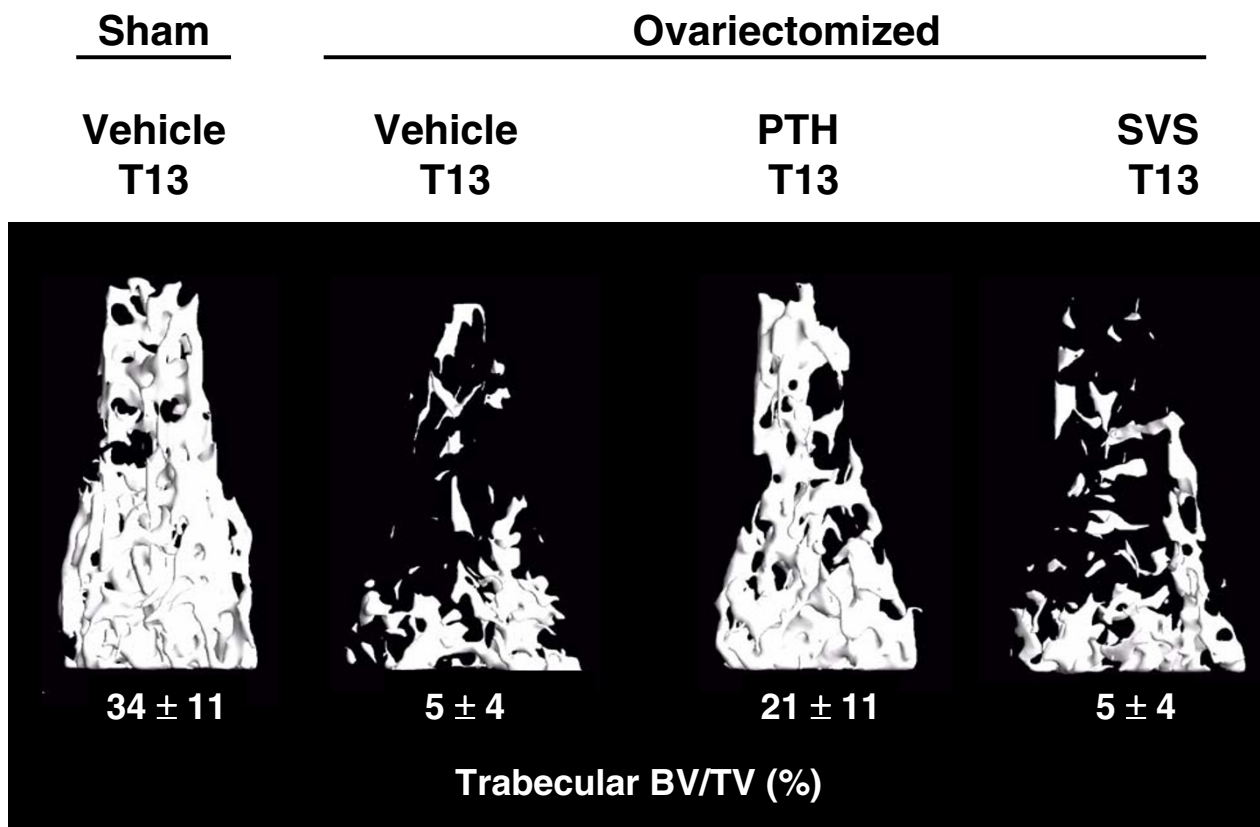 Sham Ovariectomized
Vehicle Vehicle PTH SVS
T13 T13 T13 T13
34 ± 11 5 ± 4 21 ± 11 5 ± 4
Trabecular BV/TV (%)